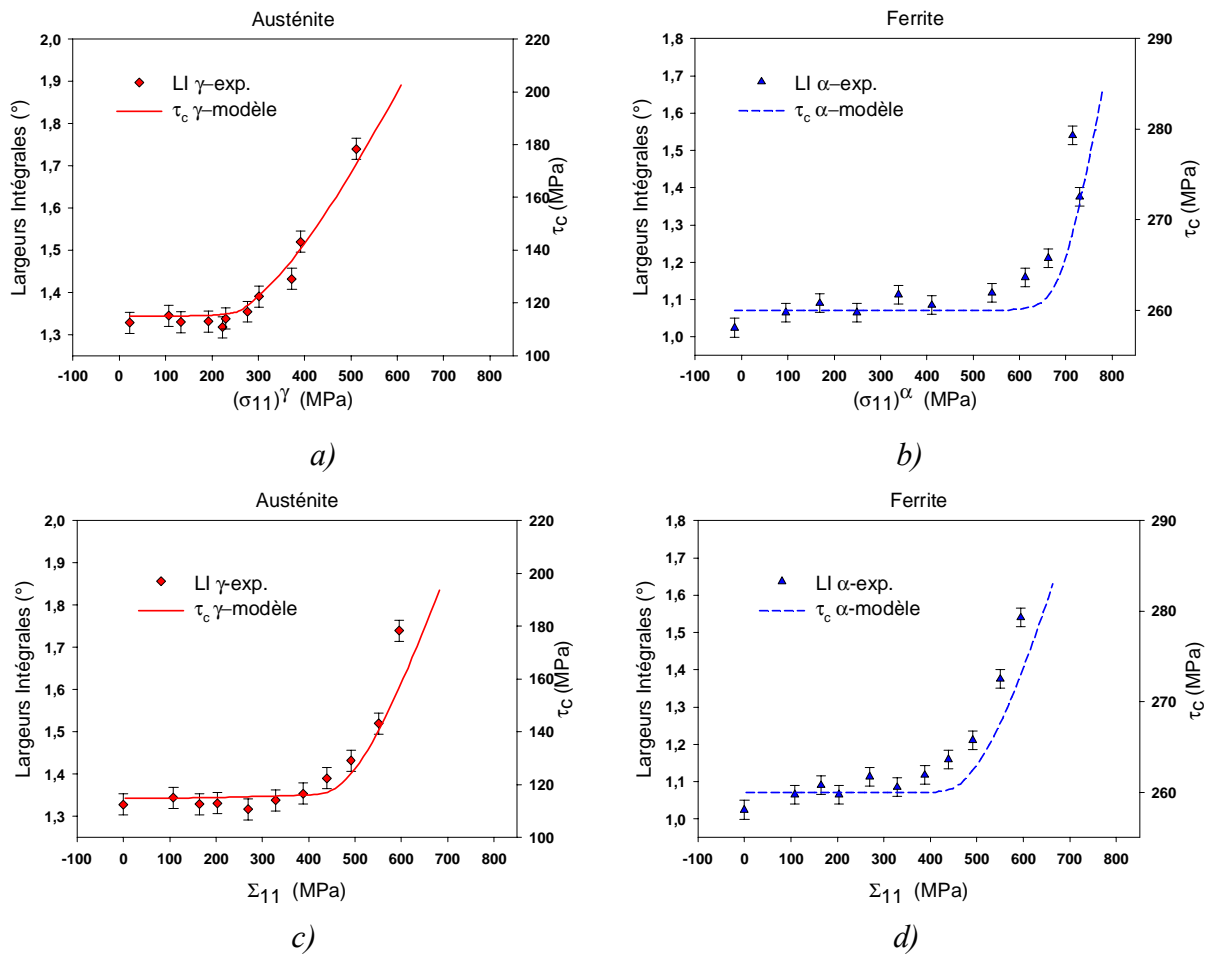 Austénite
2,0
1,9
1,8
1,7
1,6
1,5
1,4
1,3
220
200
180
160
140
120
100
-100 0 100 200 300 400 500 600 700 800
Largeurs Intégrales (°)
τc (MPa)
LI γ-exp.
τc γ–modèle
(σ11)γ (MPa)
a)
Ferrite
1,8
1,7
1,6
1,5
1,4
1,3
1,2
1,1
1,0
290
280
270
260
-100 0 100 200 300 400 500 600 700 800
Largeurs Intégrales (°)
τc (MPa)
LI α–exp.
τc α–modèle
(σ11)α (MPa)
b)
Austénite
2,0
1,9
1,8
1,7
1,6
1,5
1,4
1,3
220
200
180
160
140
120
100
-100 0 100 200 300 400 500 600 700 800
Largeurs Intégrales (°)
τc (MPa)
LI γ-exp.
τc γ–modèle
Σ11 (MPa)
c)
Ferrite
1,8
1,7
1,6
1,5
1,4
1,3
1,2
1,1
1,0
290
280
270
260
-100 0 100 200 300 400 500 600 700 800
Largeurs Intégrales (°)
τc (MPa)
LI α-exp.
τc α-modèle
Σ11 (MPa)
d)